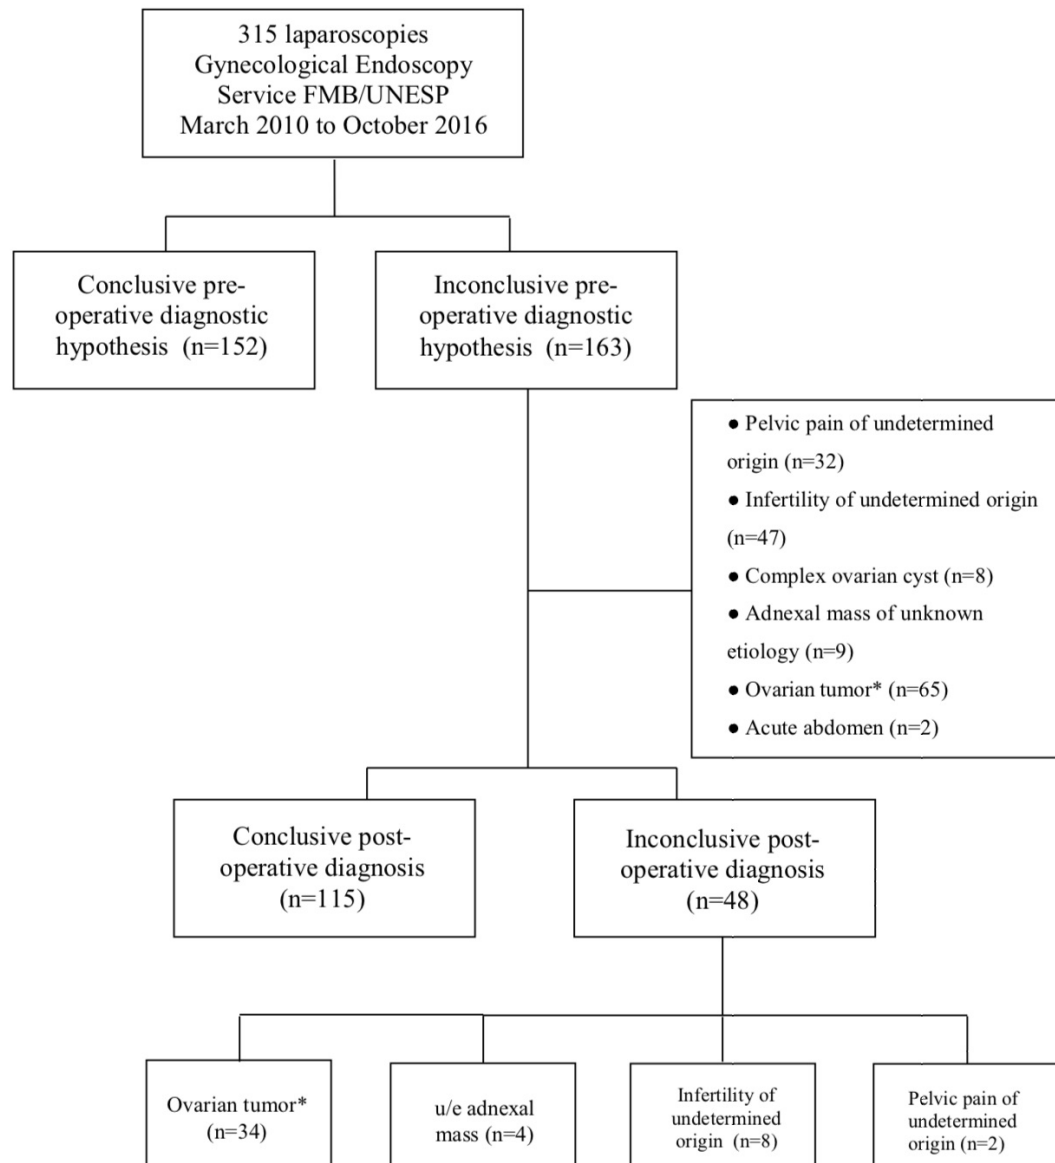 315 laparoscopies
Gynecological Endoscopy
Service FMB/UNESP
March 2010 to October 2016
Conclusive pre-
operative diagnostic
hypothesis (n=152)
Inconclusive pre-
operative diagnostic
hypothesis (n=163)
● Pelvic pain of undetermined
origin (n=32)
● Infertility of undetermined origin
(n=47)
● Complex ovarian cyst (n=8)
● Adnexal mass of unknown
etiology (n=9)
● Ovarian tumor* (n=65)
● Acute abdomen (n=2)
Conclusive post-
operative diagnosis
(n=115)
Inconclusive post-
operative diagnosis
(n=48)
Ovarian tumor*
(n=34)
u/e adnexal
mass (n=4)
Infertility of
undetermined
origin (n=8)
Pelvic pain of
undetermined
origin (n=2)